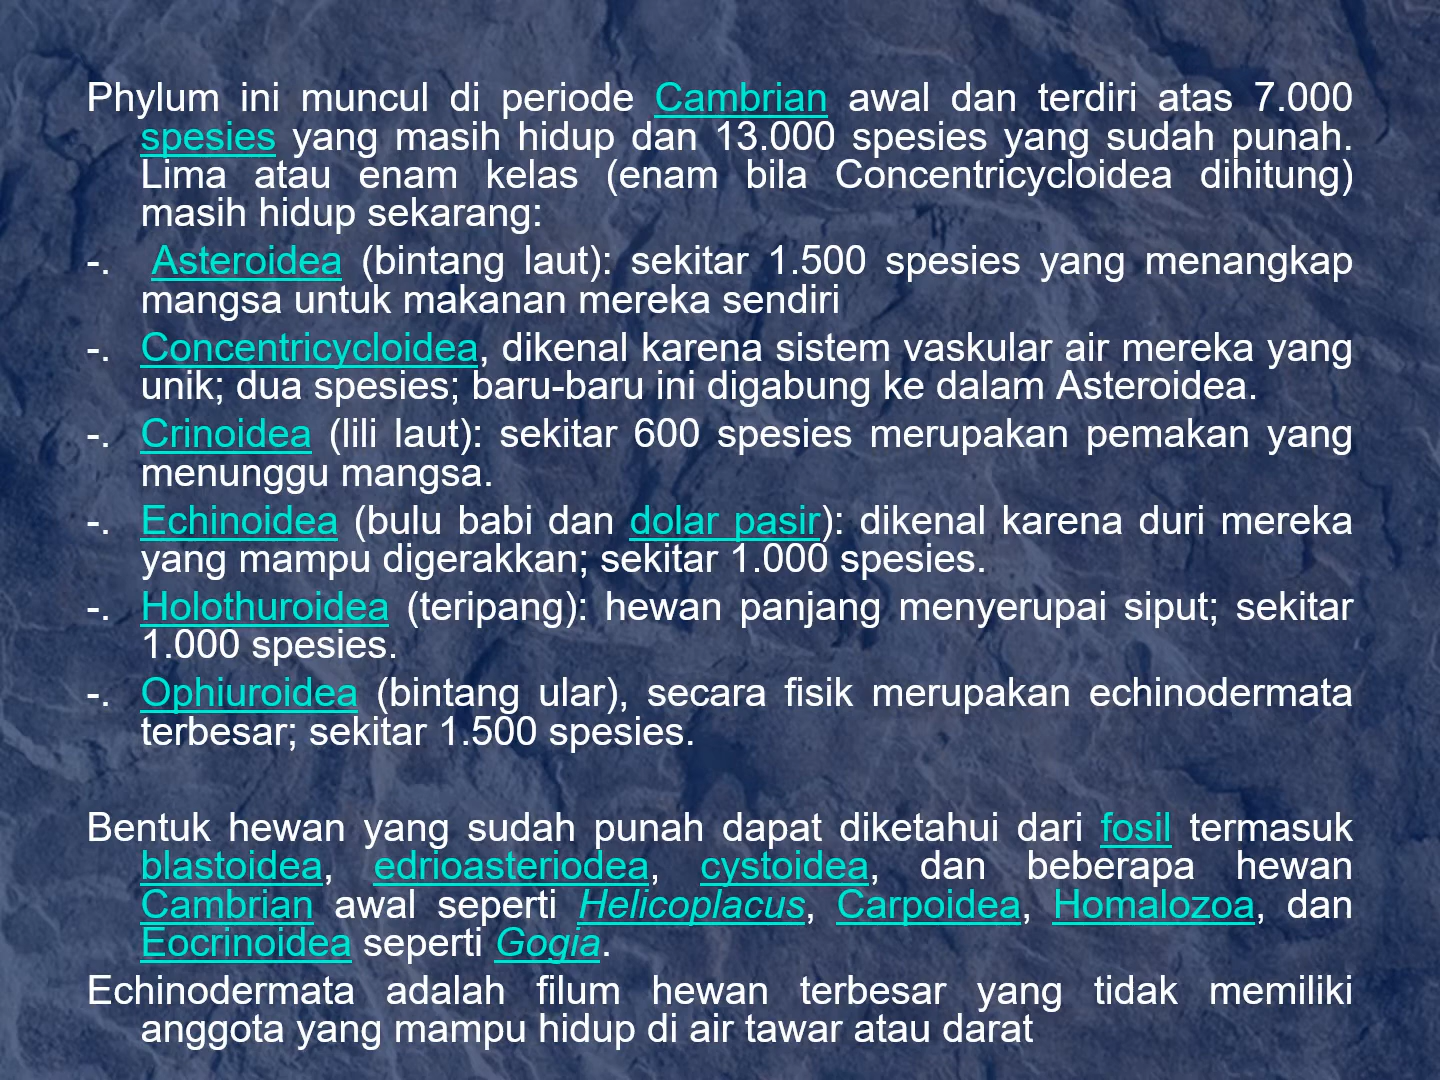 Phylum ini muncul di periode Cambrian awal dan terdiri atas 7.000
spesies yang masih hidup dan 13.000 spesies yang sudah punah.
Lima atau enam kelas (enam bila Concentricycloidea dihitung)
masih hidup sekarang:
-. Asteroidea (bintang laut): sekitar 1.500 spesies yang menangkap
mangsa untuk makanan mereka sendiri
-. Concentricycloidea, dikenal karena sistem vaskular air mereka yang
unik; dua spesies; baru-baru ini digabung ke dalam Asteroidea.
-. Crinoidea (lili laut): sekitar 600 spesies merupakan pemakan yang
menunggu mangsa.
-. Echinoidea (bulu babi dan dolar pasir): dikenal karena duri mereka
yang mampu digerakkan; sekitar 1.000 spesies.
-. Holothuroidea (teripang): hewan panjang menyerupai siput; sekitar
1.000 spesies.
-. Ophiuroidea (bintang ular), secara fisik merupakan echinodermata
terbesar; sekitar 1.500 spesies.
Bentuk hewan yang sudah punah dapat diketahui dari fosil termasuk
blastoidea, edrioasteriodea, cystoidea, dan beberapa hewan
Cambrian awal seperti Helicoplacus, Carpoidea, Homalozoa, dan
Eocrinoidea seperti Gogia.
Echinodermata adalah filum hewan terbesar yang tidak memiliki
anggota yang mampu hidup di air tawar atau darat